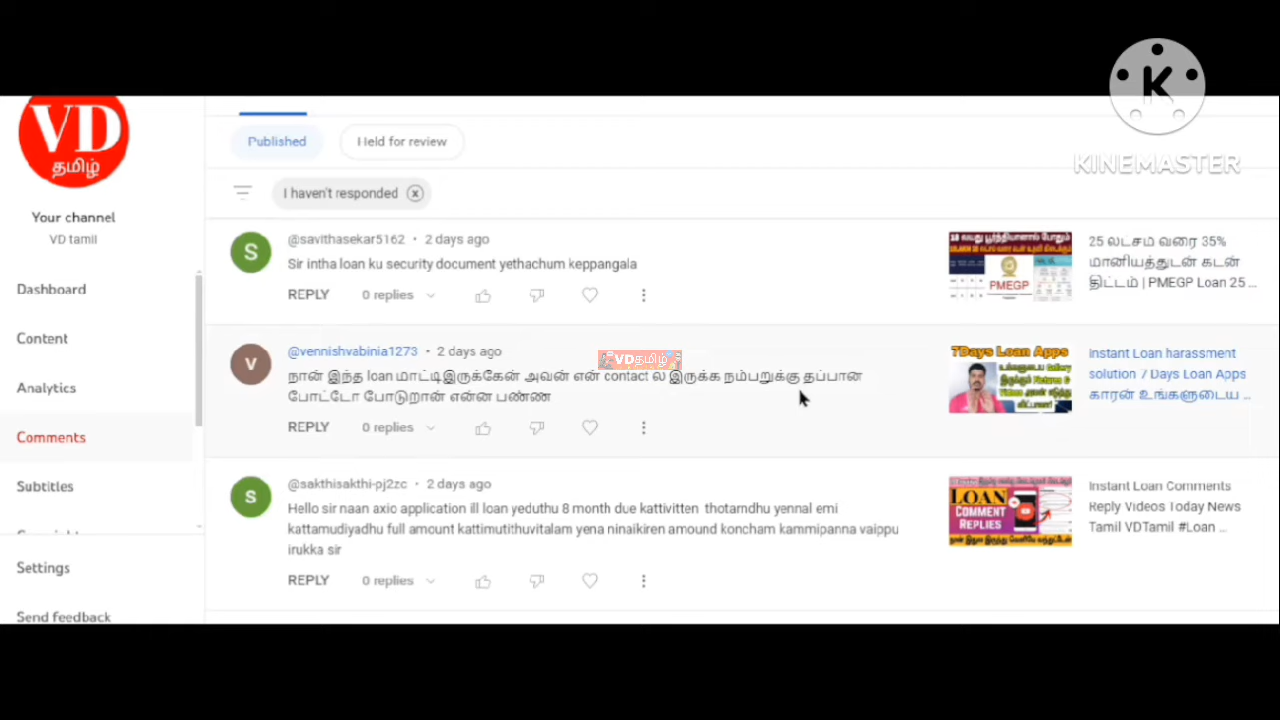 VD
தமிழ்
Your channel
VD tamil
Dashboard
Content
Analytics
Comments
Subtitles
Settings
Send feedback
Published
Held for review
I haven't responded
@savithasekar5162 • 2 days ago
Sir intha loan ku security document yethachum keppangala
REPLY 0 replies
PMEGP
25 லட்சம் வரை 35%
மானியத்துடன் கடன்
திட்டம் | PMEGP Loan 25 ...
@vennishvabinia1273 • 2 days ago
VDதமிழ்
நான் இந்த loan மாட்டிஇருக்கேன் அவன் என் contact ல இருக்க நம்பறுக்கு தப்பான
போட்டோ போடுறான் என்ன பண்ண
REPLY 0 replies
7Days Loan Apps
Instant Loan harassment
solution 7 Days Loan Apps
காரன் உங்களுடைய ...
@sakthisakthi-pj2zc • 2 days ago
Hello sir naan axic application ill loan yeduthu 8 month due kattivitten thotarndhu yennal emi
kattamudiyadhu full amount kattimutithuvitalam yena ninaikiren amound koncham kammipanna vaippu
irukka sir
REPLY 0 replies
LOAN
COMMENT
REPLIES
Instant Loan Comments
Reply Videos Today News
Tamil VDTamil #Loan ...
K
KINEMASTER